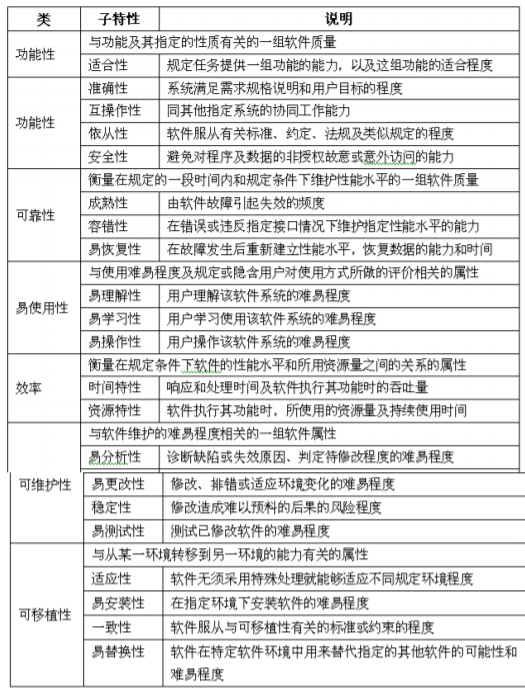 类 子特性 说明
功能性 与功能及其指定的性质有关的一组软件质量
适合性 规定任务提供一组功能的能力，以及这组功能的适合程度
功能性 准确性 系统满足需求规格说明和用户目标的程度
互操作性 同其他指定系统的协同工作能力
依从性 软件服从有关标准、约定、法规及类似规定的程度
安全性 避免对程序及数据的非授权故意或意外访问的能力
可靠性 衡量在规定的一段时间内和规定条件下维护性能水平的一组软件质量
成熟性 由软件故障引起失效的频度
容错性 在错误或违反指定接口情况下维护指定性能水平的能力
易恢复性 在故障发生后重新建立性能水平，恢复数据的能力和时间
易使用性 与使用难易程度及规定或隐含用户对使用方式所做的评价相关的属性
易理解性 用户理解该软件系统的难易程度
易学习性 用户学习使用该软件系统的难易程度
易操作性 用户操作该软件系统的难易程度
效率 衡量在规定条件下软件的性能水平和所用资源量之间的关系的属性
时间特性 响应和处理时间及软件执行其功能时的吞吐量
资源特性 软件执行其功能时，所使用的资源量及持续使用时间
可维护性 与软件维护的难易程度相关的一组软件属性
易分析性 诊断缺陷或失效原因、判定待修改程度的难易程度
易更改性 修改、排错或适应环境变化的难易程度
稳定性 修改造成难以预料的后果的风险程度
易测试性 测试已修改软件的难易程度
可移植性 与从某一环境转移到另一环境的能力有关的属性
适应性 软件无须采用特殊处理就能够适应不同规定环境程度
易安装性 在指定环境下安装软件的难易程度
一致性 软件服从与可移植性有关的标准或约束的程度
易替换性 软件在特定软件环境中用来替代指定的其他软件的可能性和
难易程度